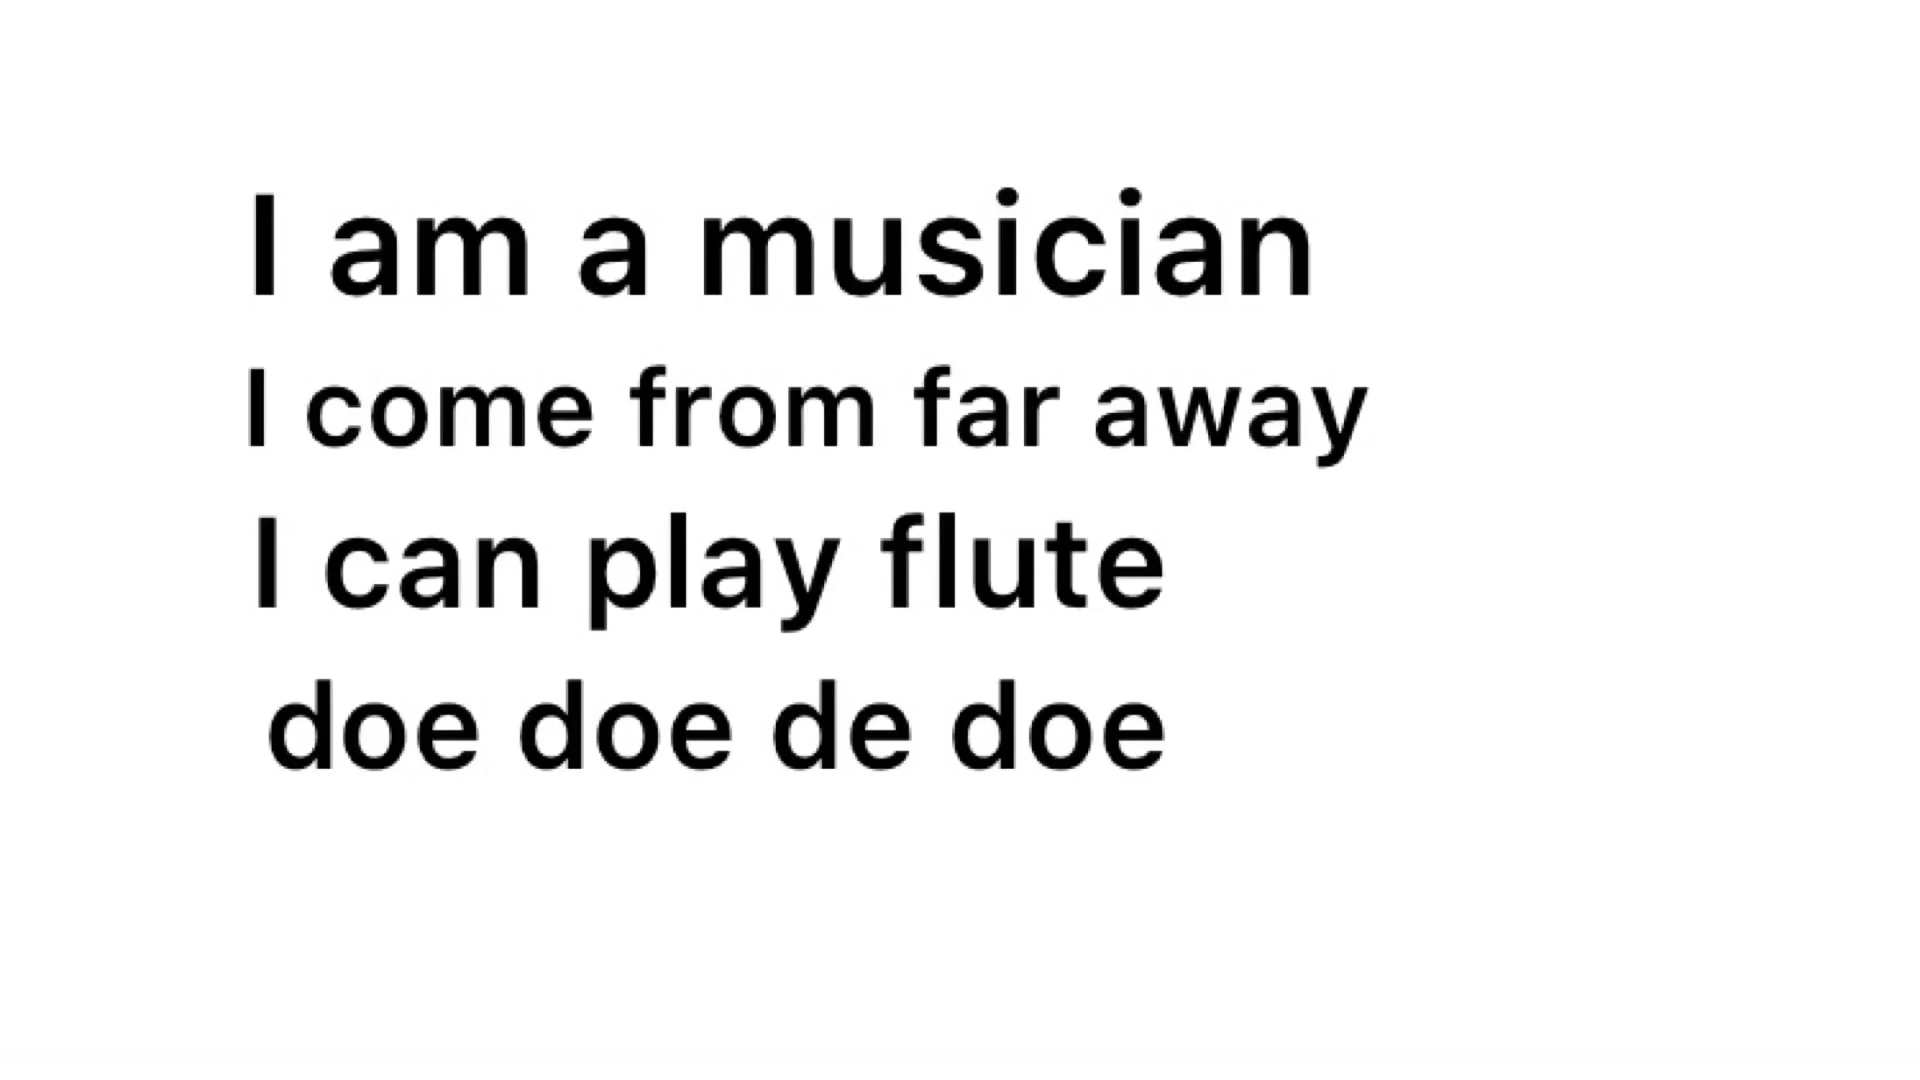 I am a musician
I come from far away
I can play flute
doe doe de doe